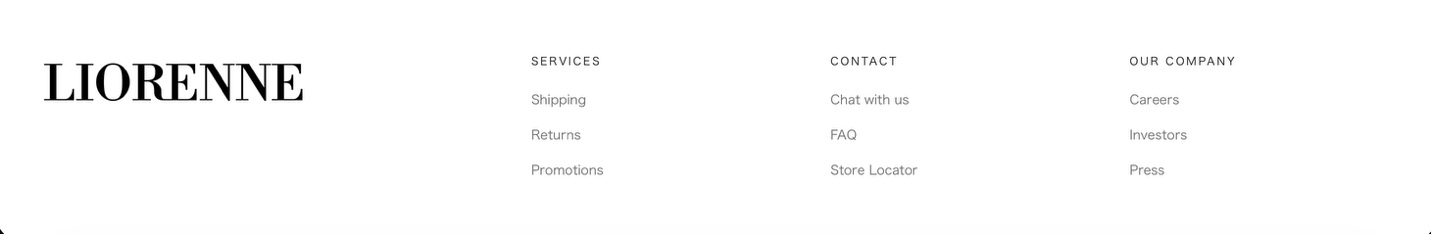 LIORENNE
SERVICES
Shipping
Returns
Promotions
CONTACT
Chat with us
FAQ
Store Locator
OUR COMPANY
Careers
Investors
Press